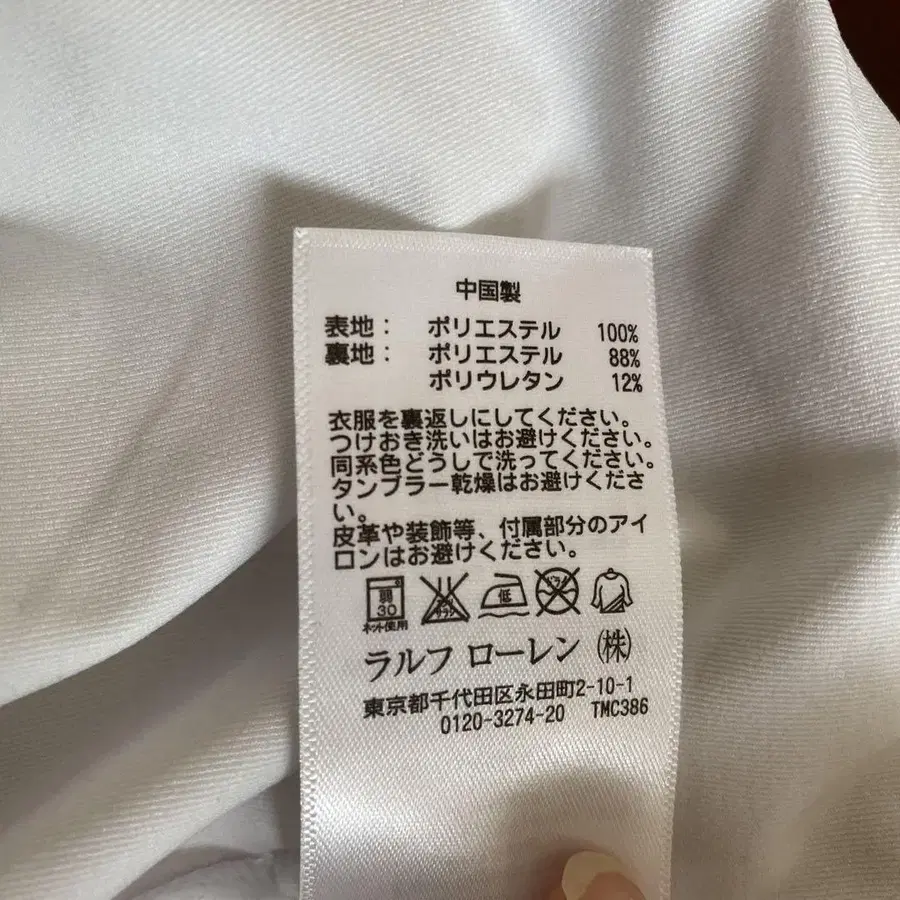 中国製
表地： ポリエステル 100%
裏地： ポリエステル 88%
ポリウレタン 12%
衣服を裏返しにしてください。
つけおき洗いはお避けください。
同系色どうしで洗ってください。
タンブラー乾燥はお避けくださ
い。
皮革や装飾等、付属部分のアイ
ロンはお避けください。
弱 低
30
ネット使用
ラルフ ローレン（株）
東京都千代田区永田町2-10-1
0120-3274-20 TMC386